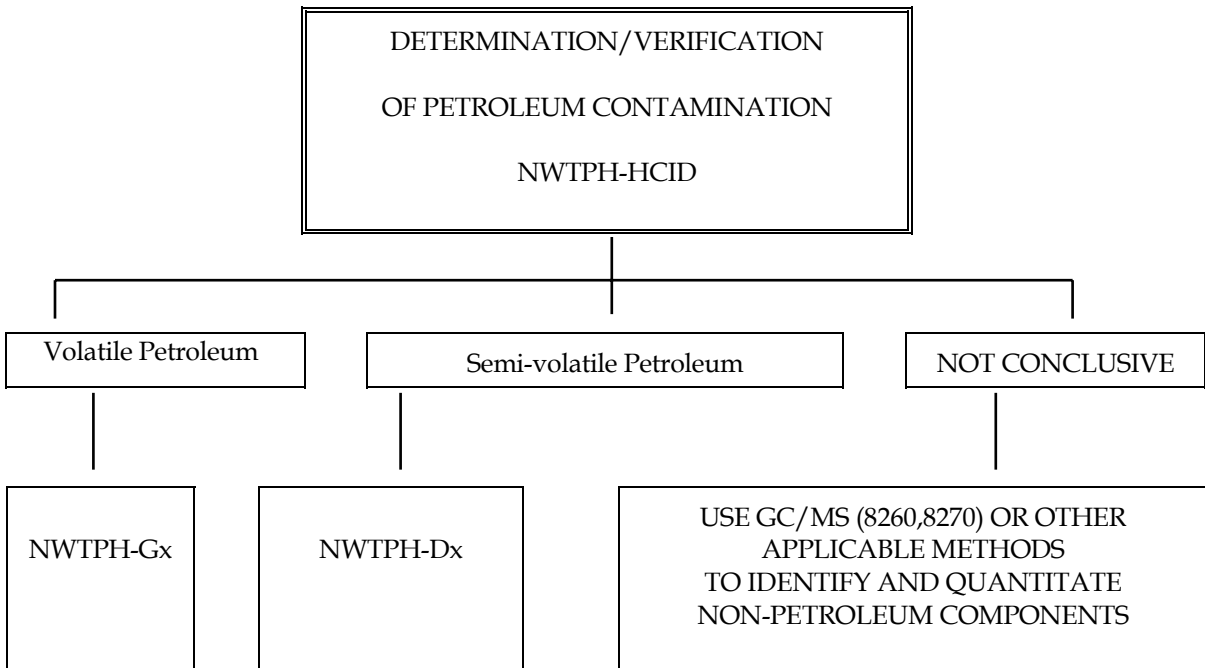 DETERMINATION/VERIFICATION
OF PETROLEUM CONTAMINATION
NWTPH-HCID
Volatile Petroleum
Semi-volatile Petroleum
NOT CONCLUSIVE
NWTPH-Gx
NWTPH-Dx
USE GC/MS (8260,8270) OR OTHER
APPLICABLE METHODS
TO IDENTIFY AND QUANTITATE
NON-PETROLEUM COMPONENTS